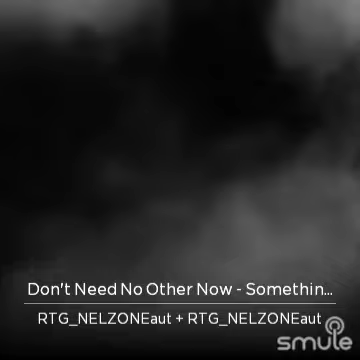 Don't Need No Other Now - Somethin...
RTG_NELZONEaut + RTG_NELZONEaut
smule